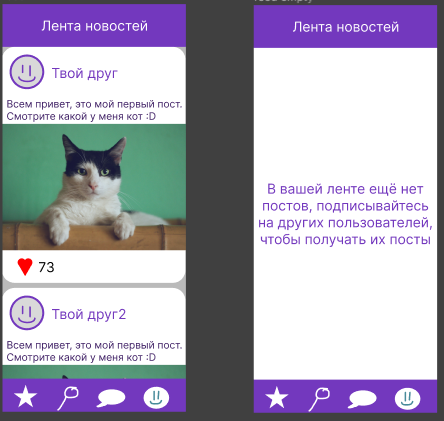 Лента новостей
Твой друг
Всем привет, это мой первый пост.
Смотрите какой у меня кот :D
73
Твой друг2
Всем привет, это мой первый пост.
Смотрите какой у меня кот :D
Лента новостей
В вашей ленте ещё нет
постов, подписывайтесь
на других пользователей,
чтобы получать их посты